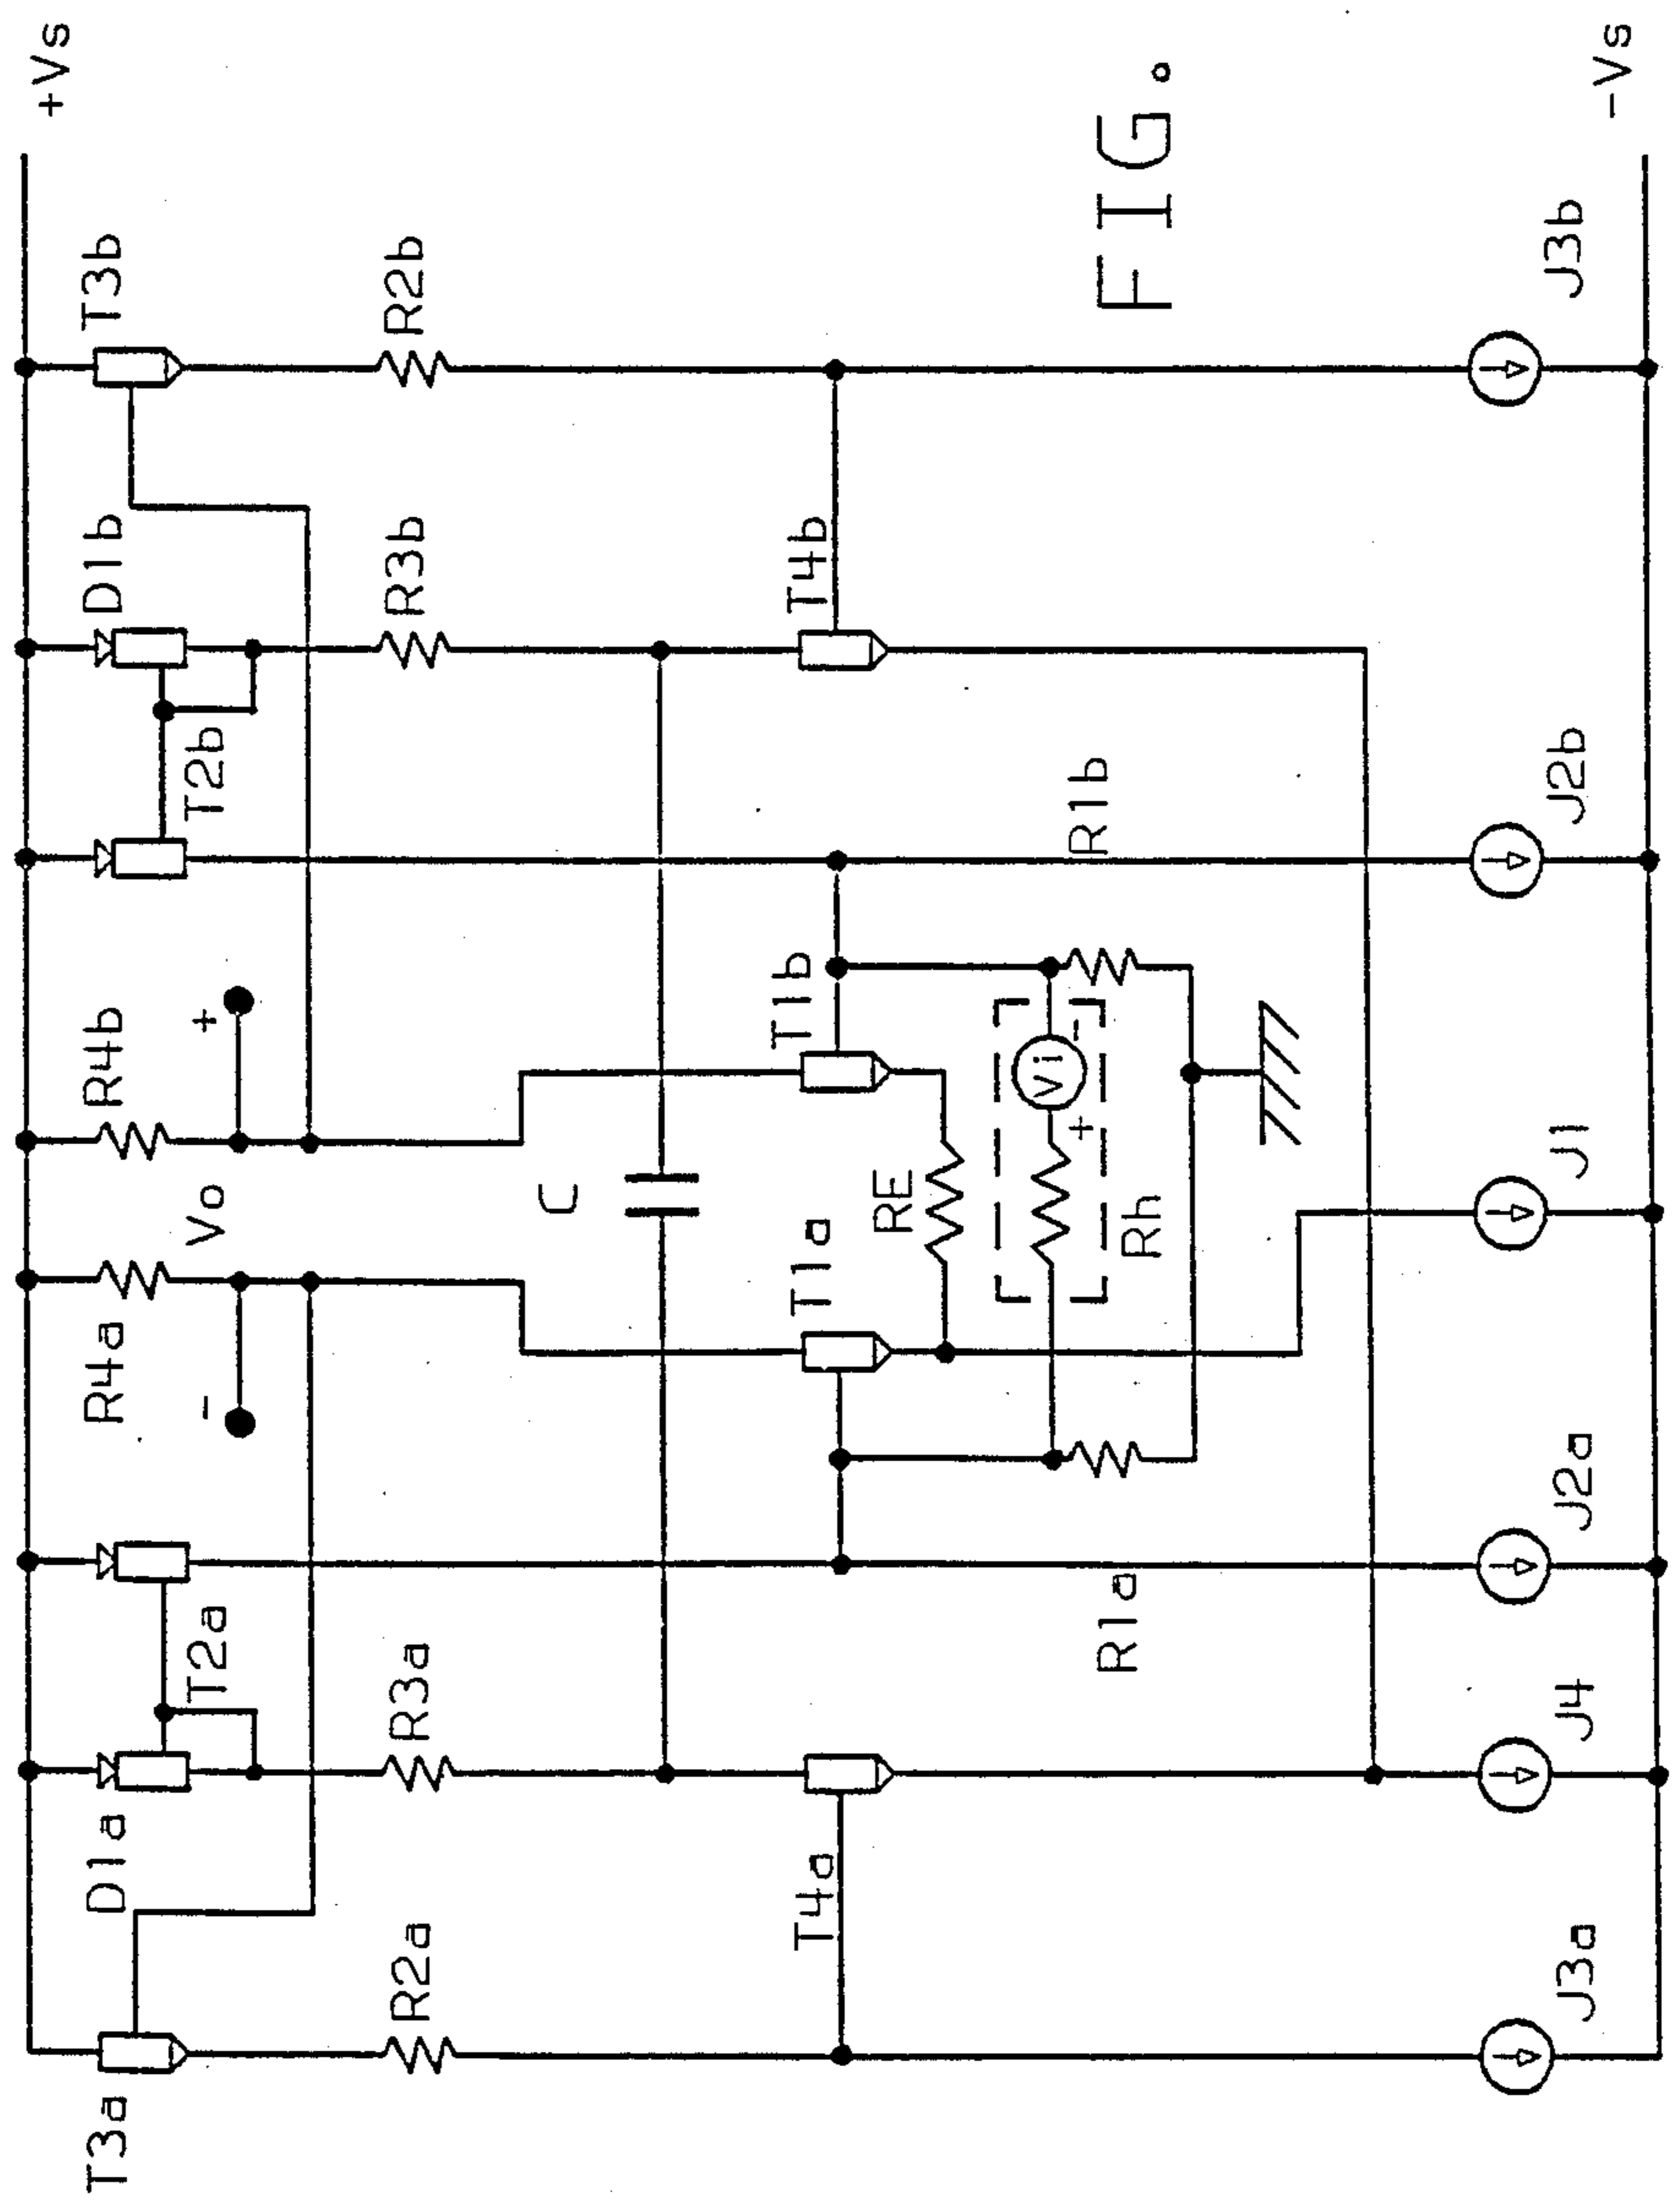 +Vs
T3a
D1a
T2a
R4a
-
Vo
R4b
+
T2b
D1b
T3b
R2a
R3a
C
R3b
R2b
T4a
T1a
RE
T1b
T4b
Vi
+
-
Rh
R1a
R1b
FIG.
J3a
J4
J2a
J1
J2b
J3b
-Vs